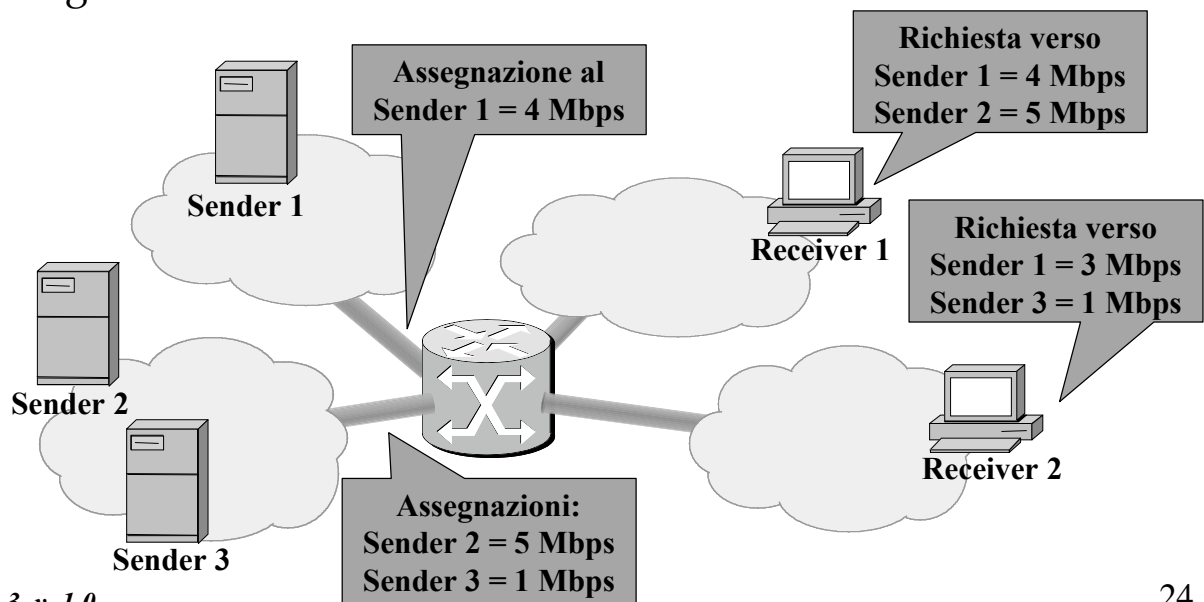 Richiesta verso
Sender 1 = 4 Mbps
Sender 2 = 5 Mbps
Assegnazione al
Sender 1 = 4 Mbps
Sender 1
Receiver 1
Richiesta verso
Sender 1 = 3 Mbps
Sender 3 = 1 Mbps
Sender 2
Receiver 2
Assegnazioni:
Sender 2 = 5 Mbps
Sender 3 = 1 Mbps
Sender 3
24